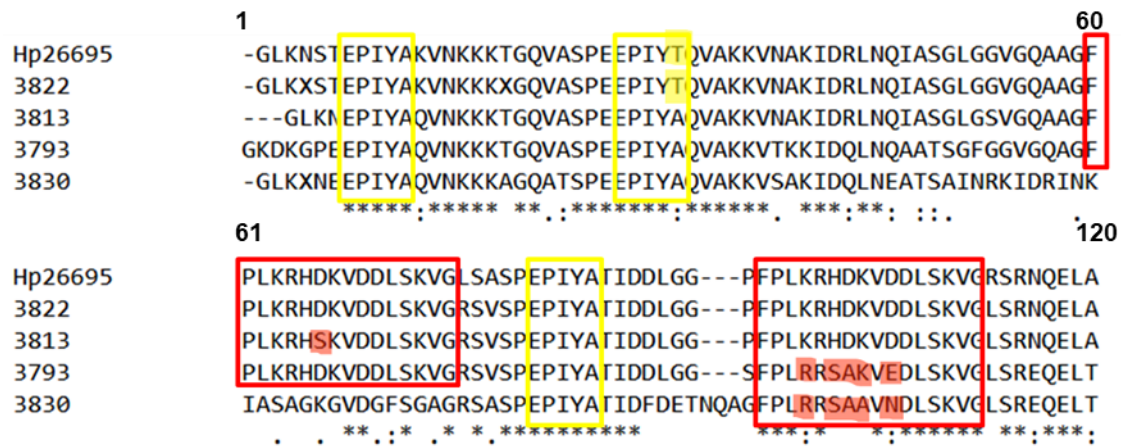 1 60
Hp26695 -GLKNSTEPIYAKVNKKKTGQVASPEEPIYTQVAKKVNAKIDRLNQIASGLGGVGQAAGF
3822 -GLKXSTEPIYAKVNKKKXGQVASPEEPIYTQVAKKVNAKIDRLNQIASGLGGVGQAAGF
3813 ---GLKNEPIYAQVNKKKTGQVASPEEPIYAQVAKKVNAKIDQLNQIASGLGSVGQAAGF
3793 GKDKGPEEPIYAQVNKKKTGQVASPEEPIYAQVAKKVTKKIDQLNQAATSGFGGVGQAGF
3830 -GLKXNEEPIYAQVNKKKAGQATSPEEPIYAQVAKKVSAKIDQLNEATSAINRKIDRINK
*****:***** **.:*******:******. ***:**: ::. .
61 120
Hp26695 PLKRHDKVDDLSKVGLSASPEPIYATIDDLGG---PFPLKRHDKVDDLSKVGRSRNQELA
3822 PLKRHDKVDDLSKVGRSVSPEPIYATIDDLGG---PFPLKRHDKVDDLSKVGLSRNQELA
3813 PLKRHSKVDDLSKVGRSVSPEPIYATIDDLGG---PFPLKRHDKVDDLSKVGLSRNQELA
3793 PLKRHDKVDDLSKVGRSVSPEPIYATIDDLGG---SFPLRRSAKVEDLSKVGLSREQELT
3830 IASAGKGVDGFSGAGRSASPEPIYATIDFDETNQAGFPLRRSAAVNDLSKVGLSREQELT
. . **.:* .* *.********* ***:* *:****** **:***: